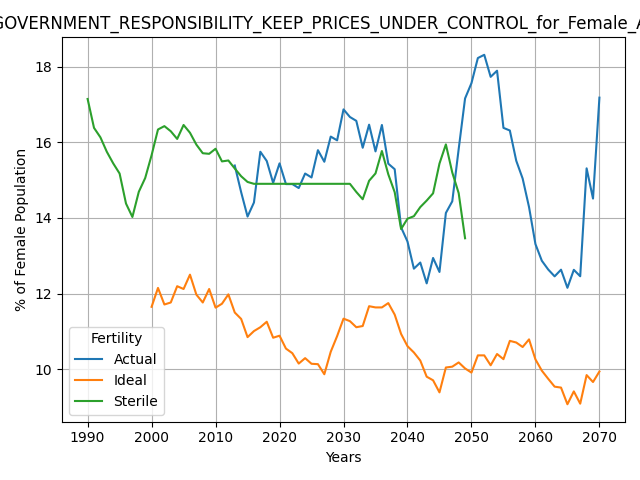 GOVERNMENT_RESPONSIBILITY_KEEP_PRICES_UNDER_CONTROL_for_Female_A
% of Female Population
18
16
14
12
10
Fertility
Actual
Ideal
Sterile
1990 2000 2010 2020 2030 2040 2050 2060 2070
Years